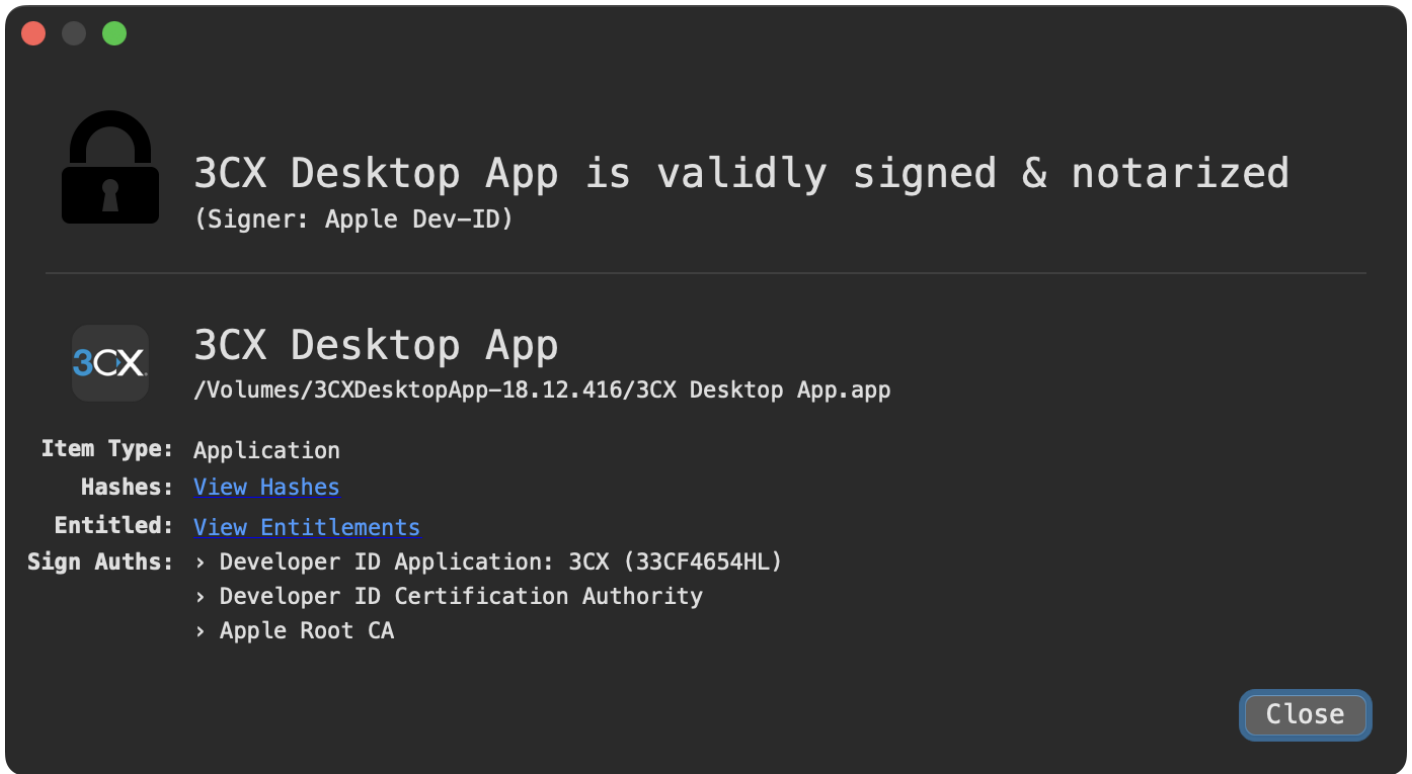 3CX Desktop App is validly signed & notarized
(Signer: Apple Dev-ID)
3CX
3CX Desktop App
/Volumes/3CXDesktopApp-18.12.416/3CX Desktop App.app
Item Type: Application
Hashes: View Hashes
Entitled: View Entitlements
Sign Auths: › Developer ID Application: 3CX (33CF4654HL)
› Developer ID Certification Authority
› Apple Root CA
Close